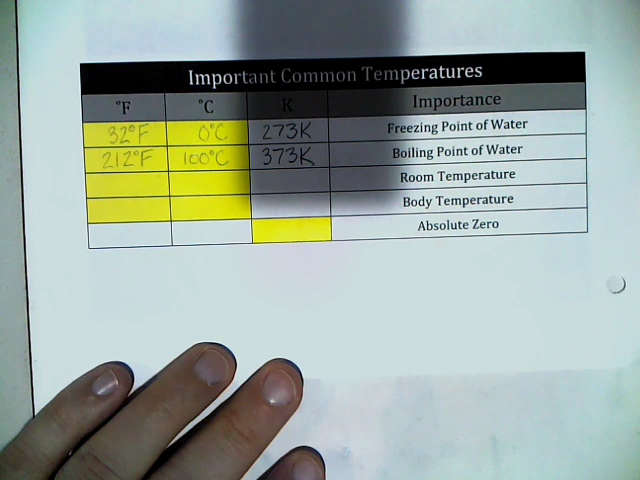 Important Common Temperatures
°F °C K Importance
32°F 0°C 273K Freezing Point of Water
212°F 100°C 373K Boiling Point of Water
Room Temperature
Body Temperature
Absolute Zero